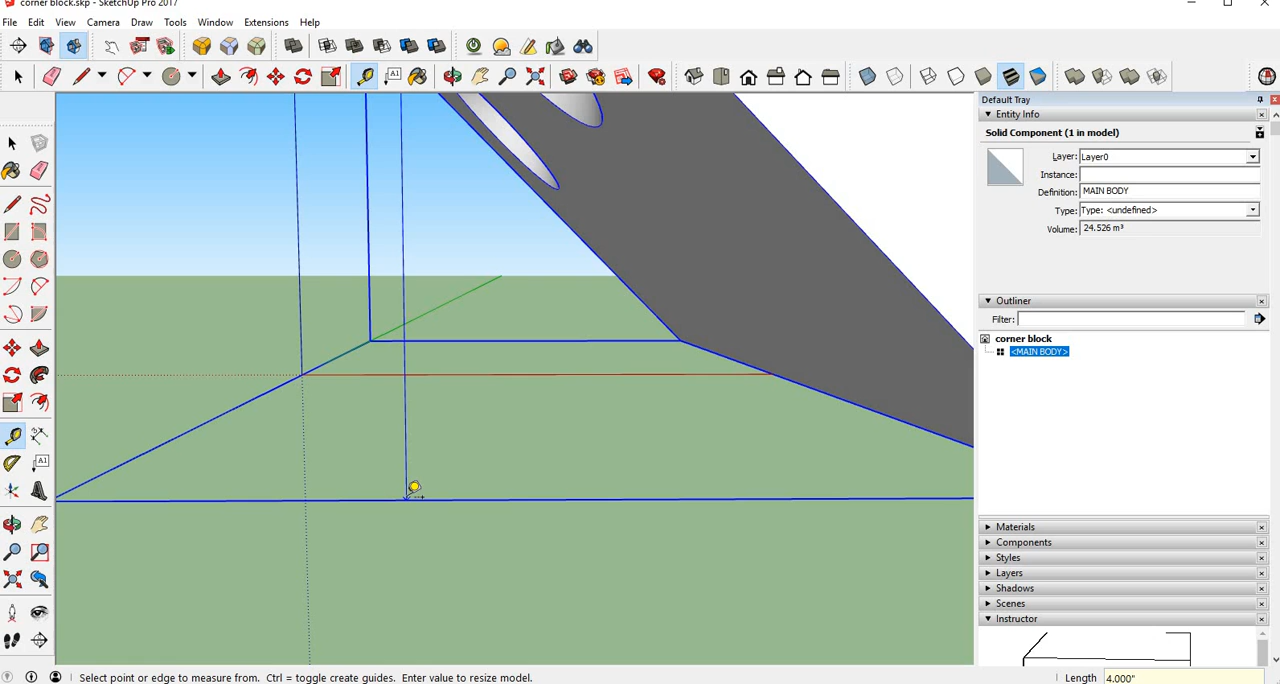 corner block.skp - SketchUp Pro 2017
File Edit View Camera Draw Tools Window Extensions Help
A1
Default Tray
Entity Info
Solid Component (1 in model)
Layer: Layer0
Instance:
Definition: MAIN BODY
Type: Type: <undefined>
Volume: 24.526 m³
Outliner
Filter:
corner block
<MAIN BODY>
A1
Materials
Components
Styles
Layers
Shadows
Scenes
Instructor
Select point or edge to measure from. Ctrl = toggle create guides. Enter value to resize model.
Length 4.000"